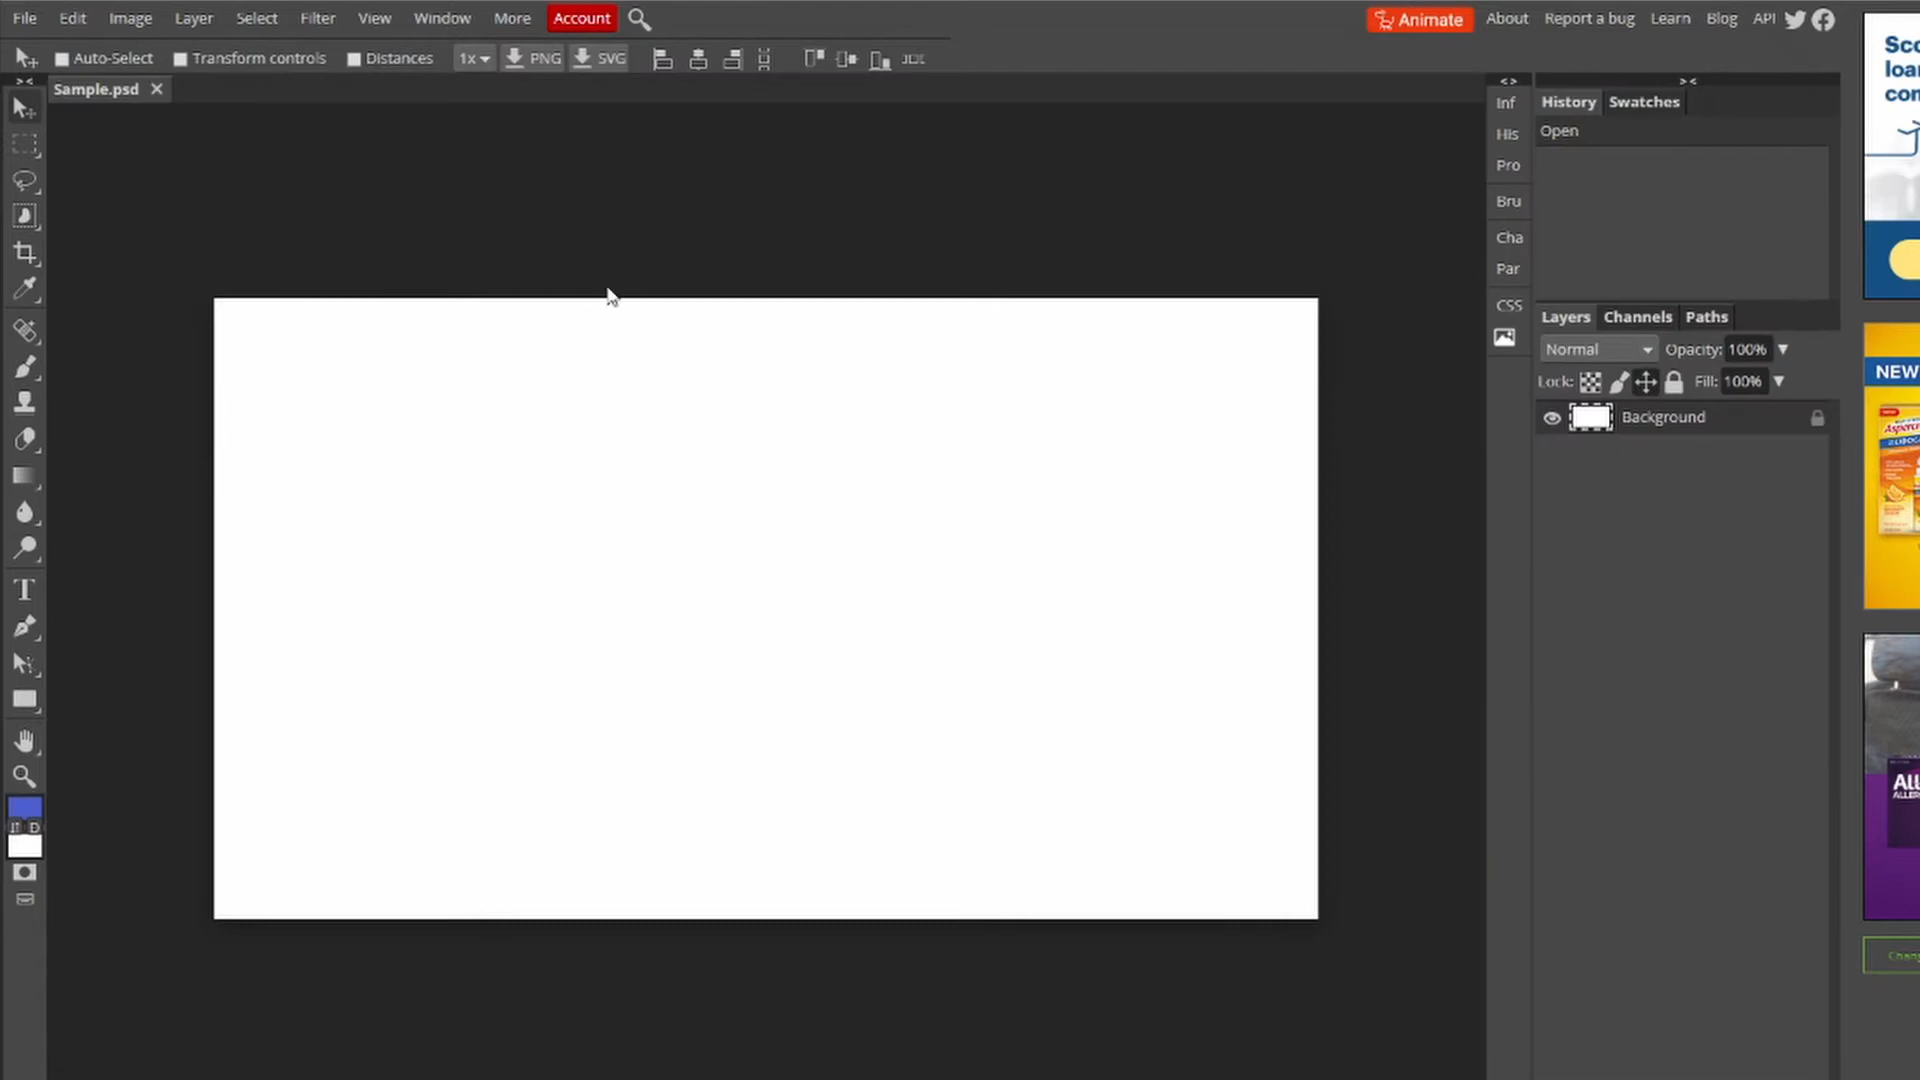 File Edit Image Layer Select Filter View Window More Account
Animate About Report a bug Learn Blog API
Auto-Select Transform controls Distances 1x PNG SVG
Sample.psd
Inf
His
Pro
Bru
Cha
Par
CSS
History Swatches
Open
Layers Channels Paths
Normal Opacity: 100%
Lock: Fill: 100%
Background
T
D
NEW